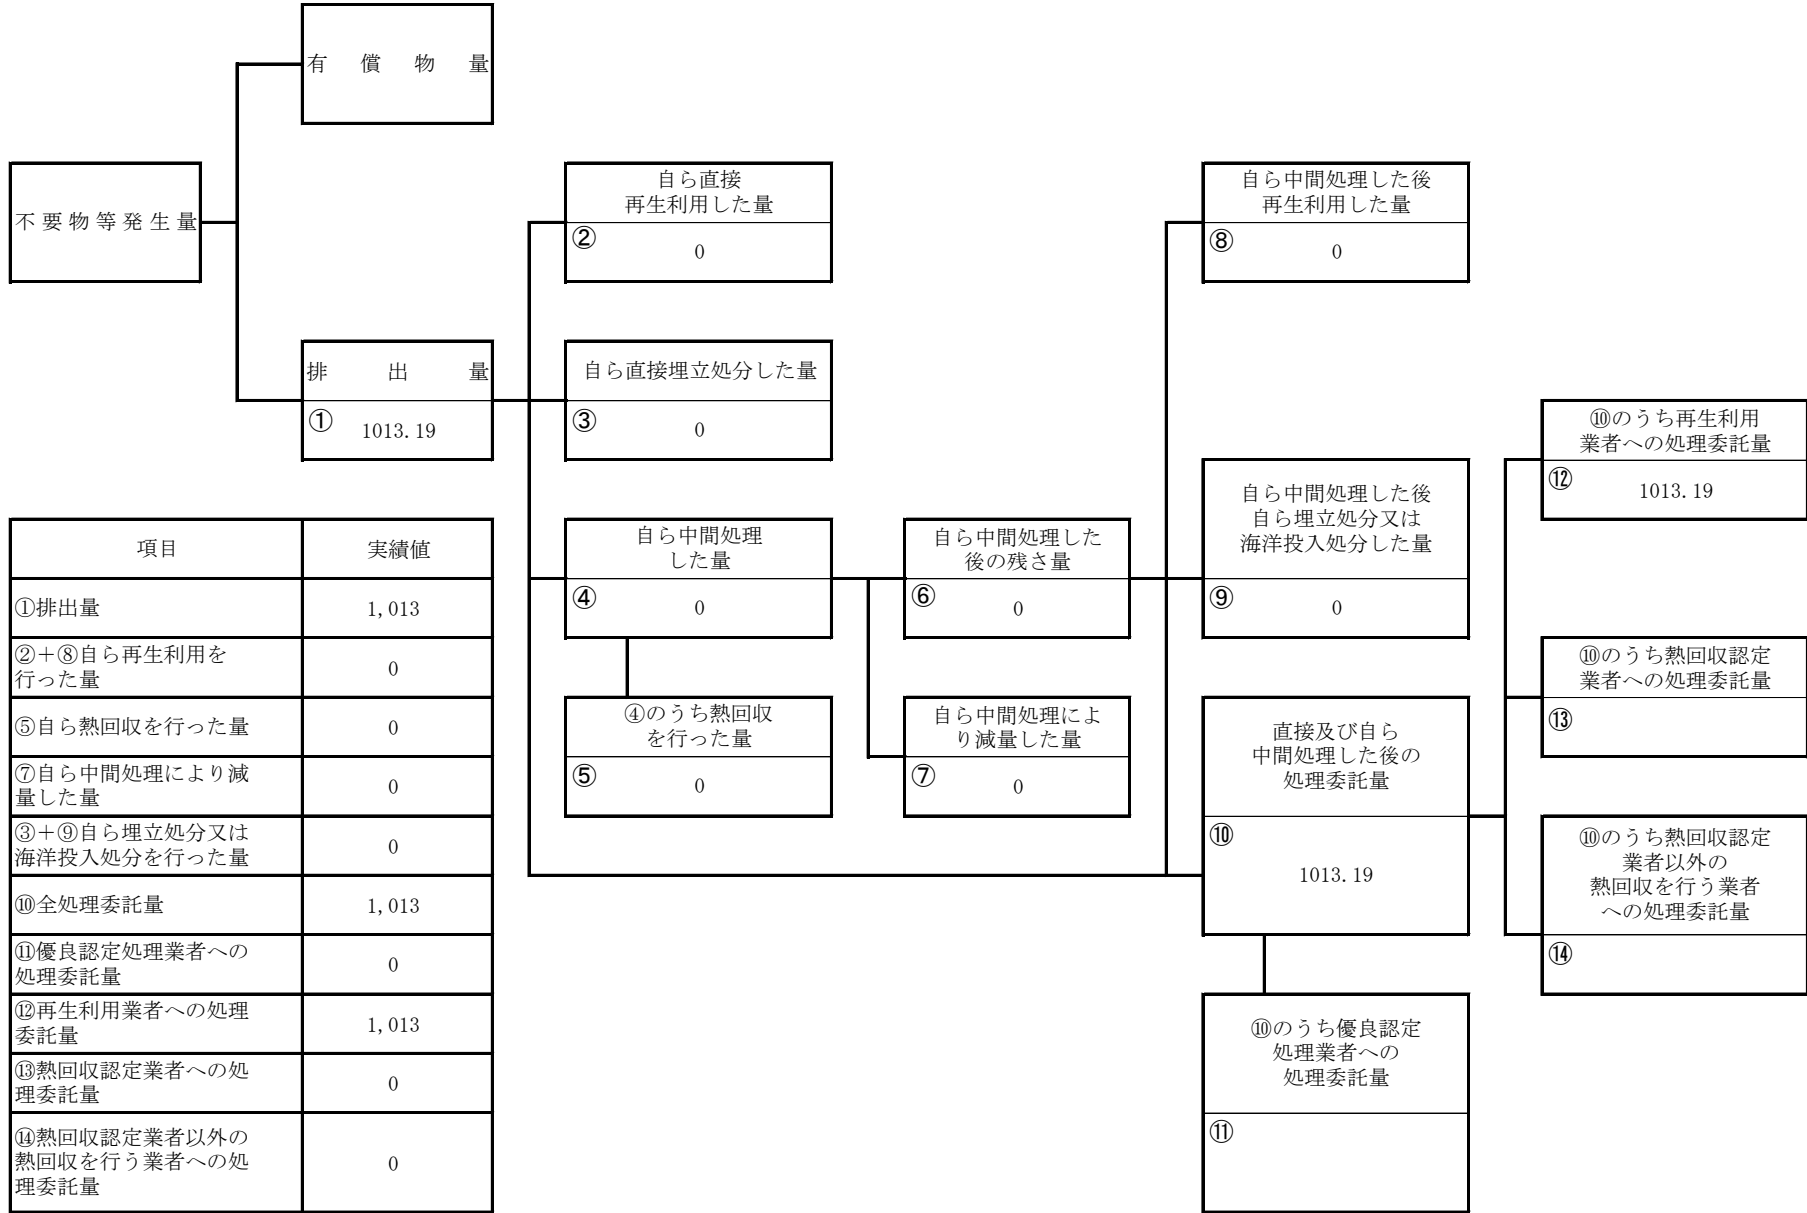 有償物量
不要物等発生量
排出量
① 1013.19
自ら直接
再生利用した量
②
0
自ら直接埋立処分した量
③
0
自ら中間処理
した量
④
0
④のうち熱回収
を行った量
⑤
0
自ら中間処理した
後の残さ量
⑥
0
自ら中間処理によ
り減量した量
⑦
0
自ら中間処理した後
再生利用した量
⑧
0
自ら中間処理した後
自ら埋立処分又は
海洋投入処分した量
⑨
0
直接及び自ら
中間処理した後の
処理委託量
⑩
1013.19
⑩のうち優良認定
処理業者への
処理委託量
⑪
⑩のうち再生利用
業者への処理委託量
⑫
1013.19
⑩のうち熱回収認定
業者への処理委託量
⑬
⑩のうち熱回収認定
業者以外の
熱回収を行う業者
への処理委託量
⑭
項目 実績値
①排出量 1,013
②+⑧自ら再生利用を
行った量
0
⑤自ら熱回収を行った量 0
⑦自ら中間処理により減
量した量
0
③+⑨自ら埋立処分又は
海洋投入処分を行った量
0
⑩全処理委託量 1,013
⑪優良認定処理業者への
処理委託量
0
⑫再生利用業者への処理
委託量
1,013
⑬熱回収認定業者への処
理委託量
0
⑭熱回収認定業者以外の
熱回収を行う業者への処
理委託量
0